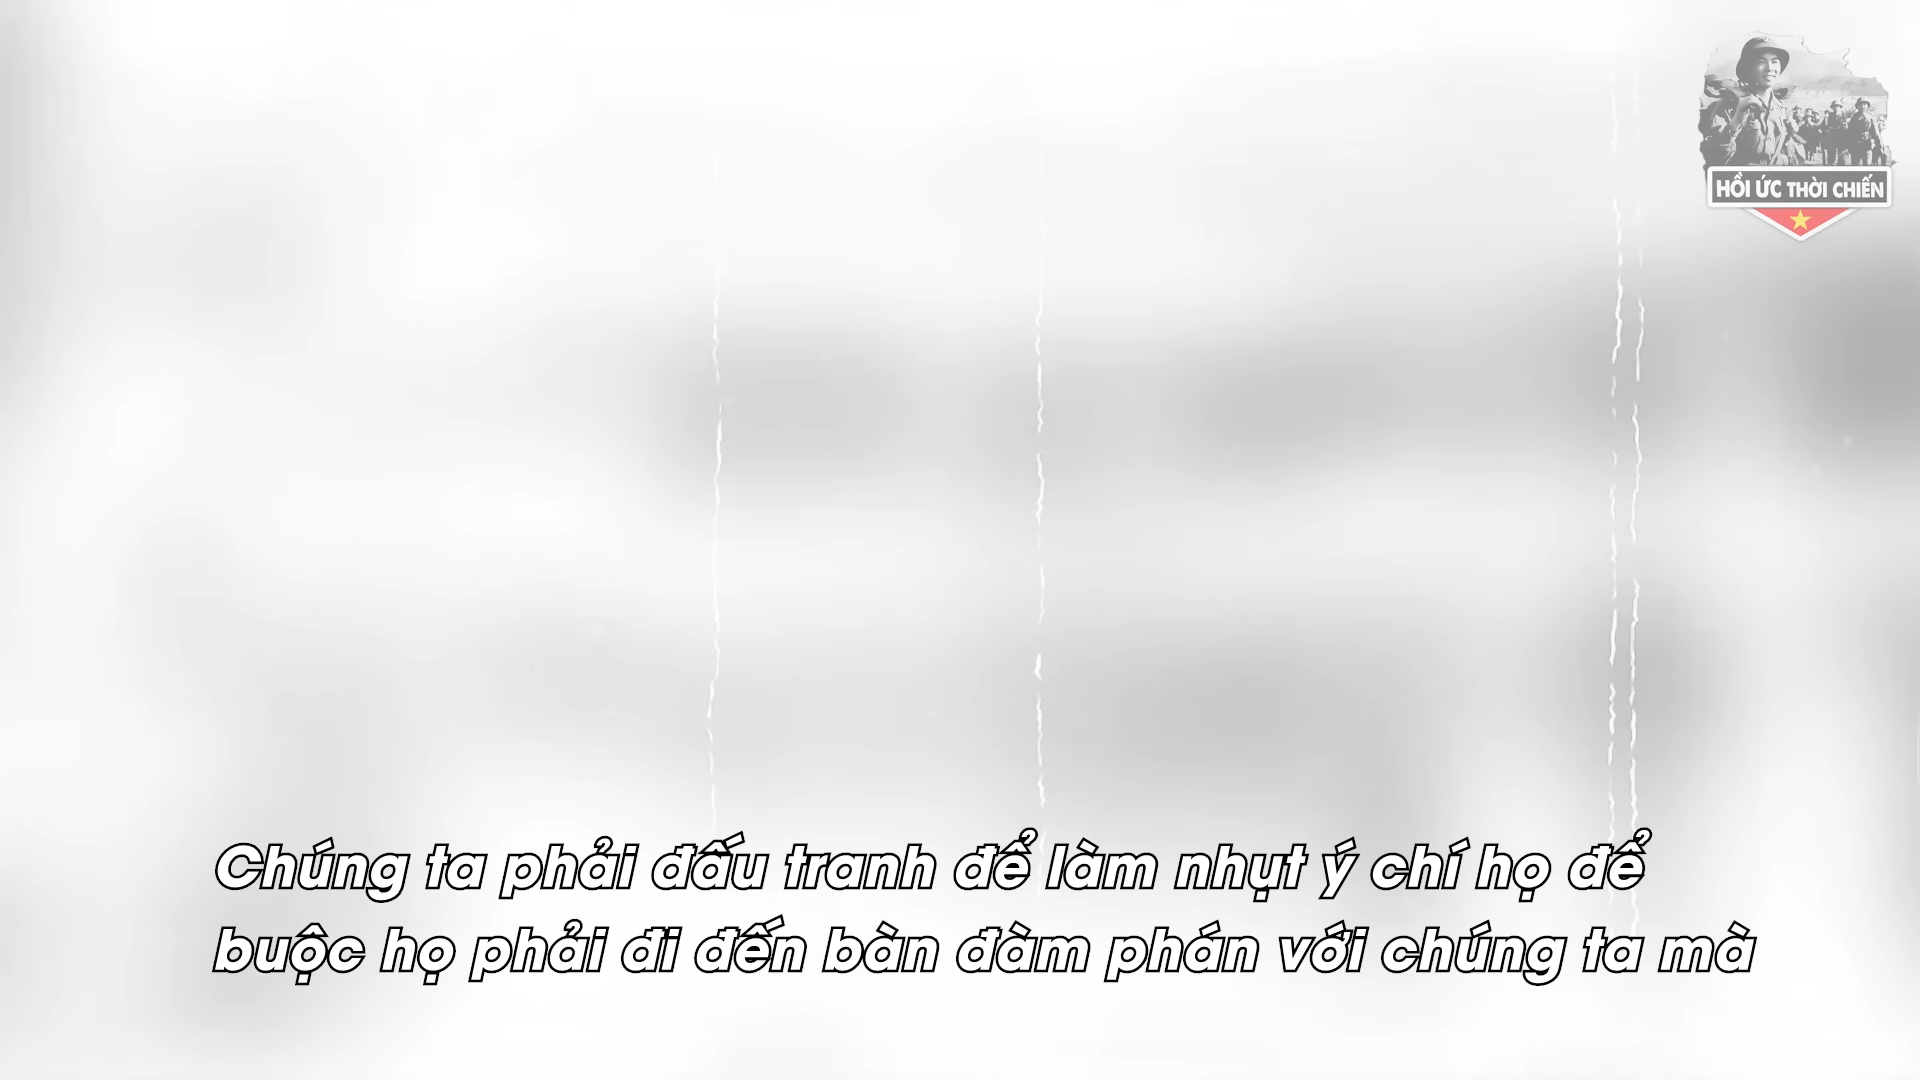 HỒI ỨC THỜI CHIẾN
Chúng ta phải đấu tranh để làm nhụt ý chí họ để
buộc họ phải đi đến bàn đàm phán với chúng ta mà